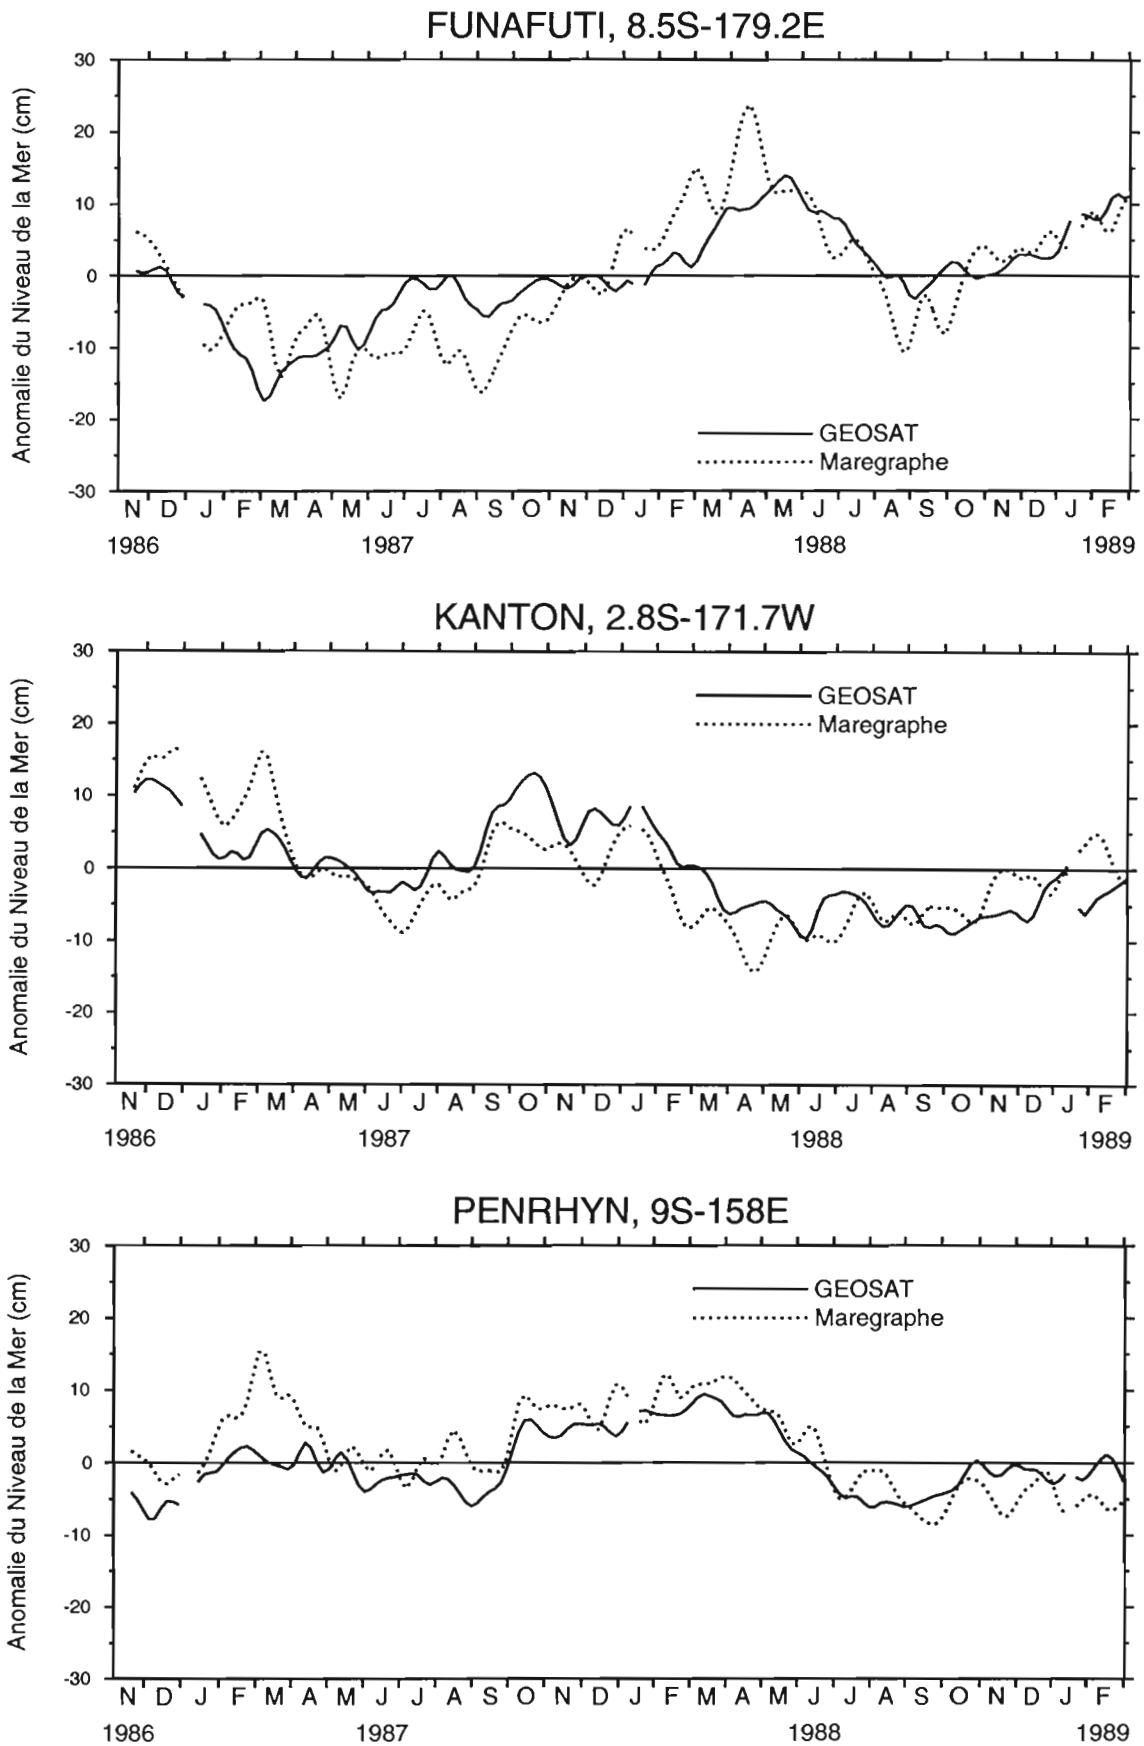 FUNAFUTI, 8.5S-179.2E
Anomalie du Niveau de la Mer (cm)
30
20
10
0
-10
-20
-30
GEOSAT
Maregraphe
N D J F M A M J J A S O N D J F M A M J J A S O N D J F
1986 1987 1988 1989
KANTON, 2.8S-171.7W
Anomalie du Niveau de la Mer (cm)
30
20
10
0
-10
-20
-30
GEOSAT
Maregraphe
N D J F M A M J J A S O N D J F M A M J J A S O N D J F
1986 1987 1988 1989
PENRHYN, 9S-158E
Anomalie du Niveau de la Mer (cm)
30
20
10
0
-10
-20
-30
GEOSAT
Maregraphe
N D J F M A M J J A S O N D J F M A M J J A S O N D J F
1986 1987 1988 1989